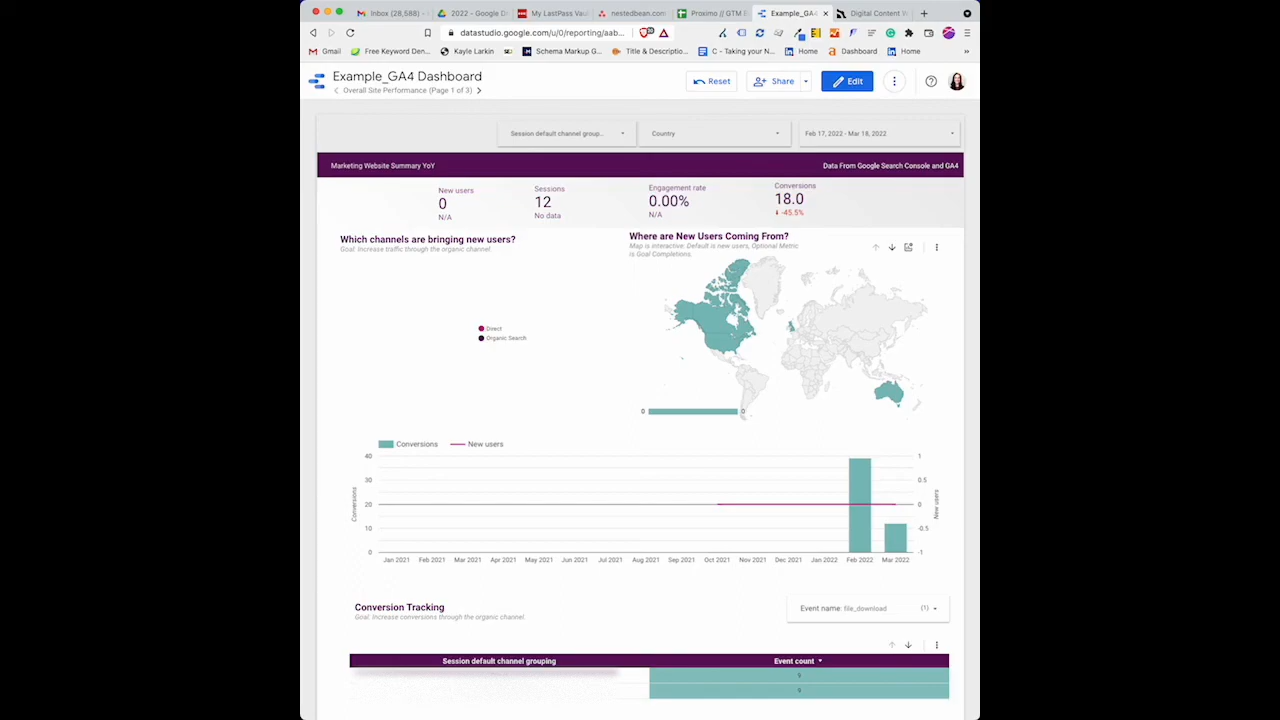 Inbox (28,588) -
2022 - Google Dr
My LastPass Vau
nestedbean.com
Proximo // GTM
Example_GA4
Digital Content W
datastudio.google.com/u/0/reporting/aab...
Gmail
Free Keyword Den...
Kayle Larkin
Schema Markup G...
Title & Descriptio...
C - Taking your N...
Home
Dashboard
Home
»
Example_GA4 Dashboard
Overall Site Performance (Page 1 of 3)
Reset
Share
Edit
Session default channel group...
Country
Feb 17, 2022 - Mar 18, 2022
Marketing Website Summary YoY
Data From Google Search Console and GA4
New users
0
N/A
Sessions
12
No data
Engagement rate
0.00%
N/A
Conversions
18.0
-45.5%
Which channels are bringing new users?
Goal: Increase traffic through the organic channel
Direct
Organic Search
Where are New Users Coming From?
Map is interactive: Default is new users, Optional Metric
is Goal Completions.
0
0
Conversions
New users
40
30
20
10
0
Conversions
1
0.5
0
-0.5
-1
New users
Jan 2021
Feb 2021
Mar 2021
Apr 2021
May 2021
Jun 2021
Jul 2021
Aug 2021
Sep 2021
Oct 2021
Nov 2021
Dec 2021
Jan 2022
Feb 2022
Mar 2022
Conversion Tracking
Goal: Increase conversions through the organic channel.
Event name: file_download (1)
Session default channel grouping
Event count
9
9